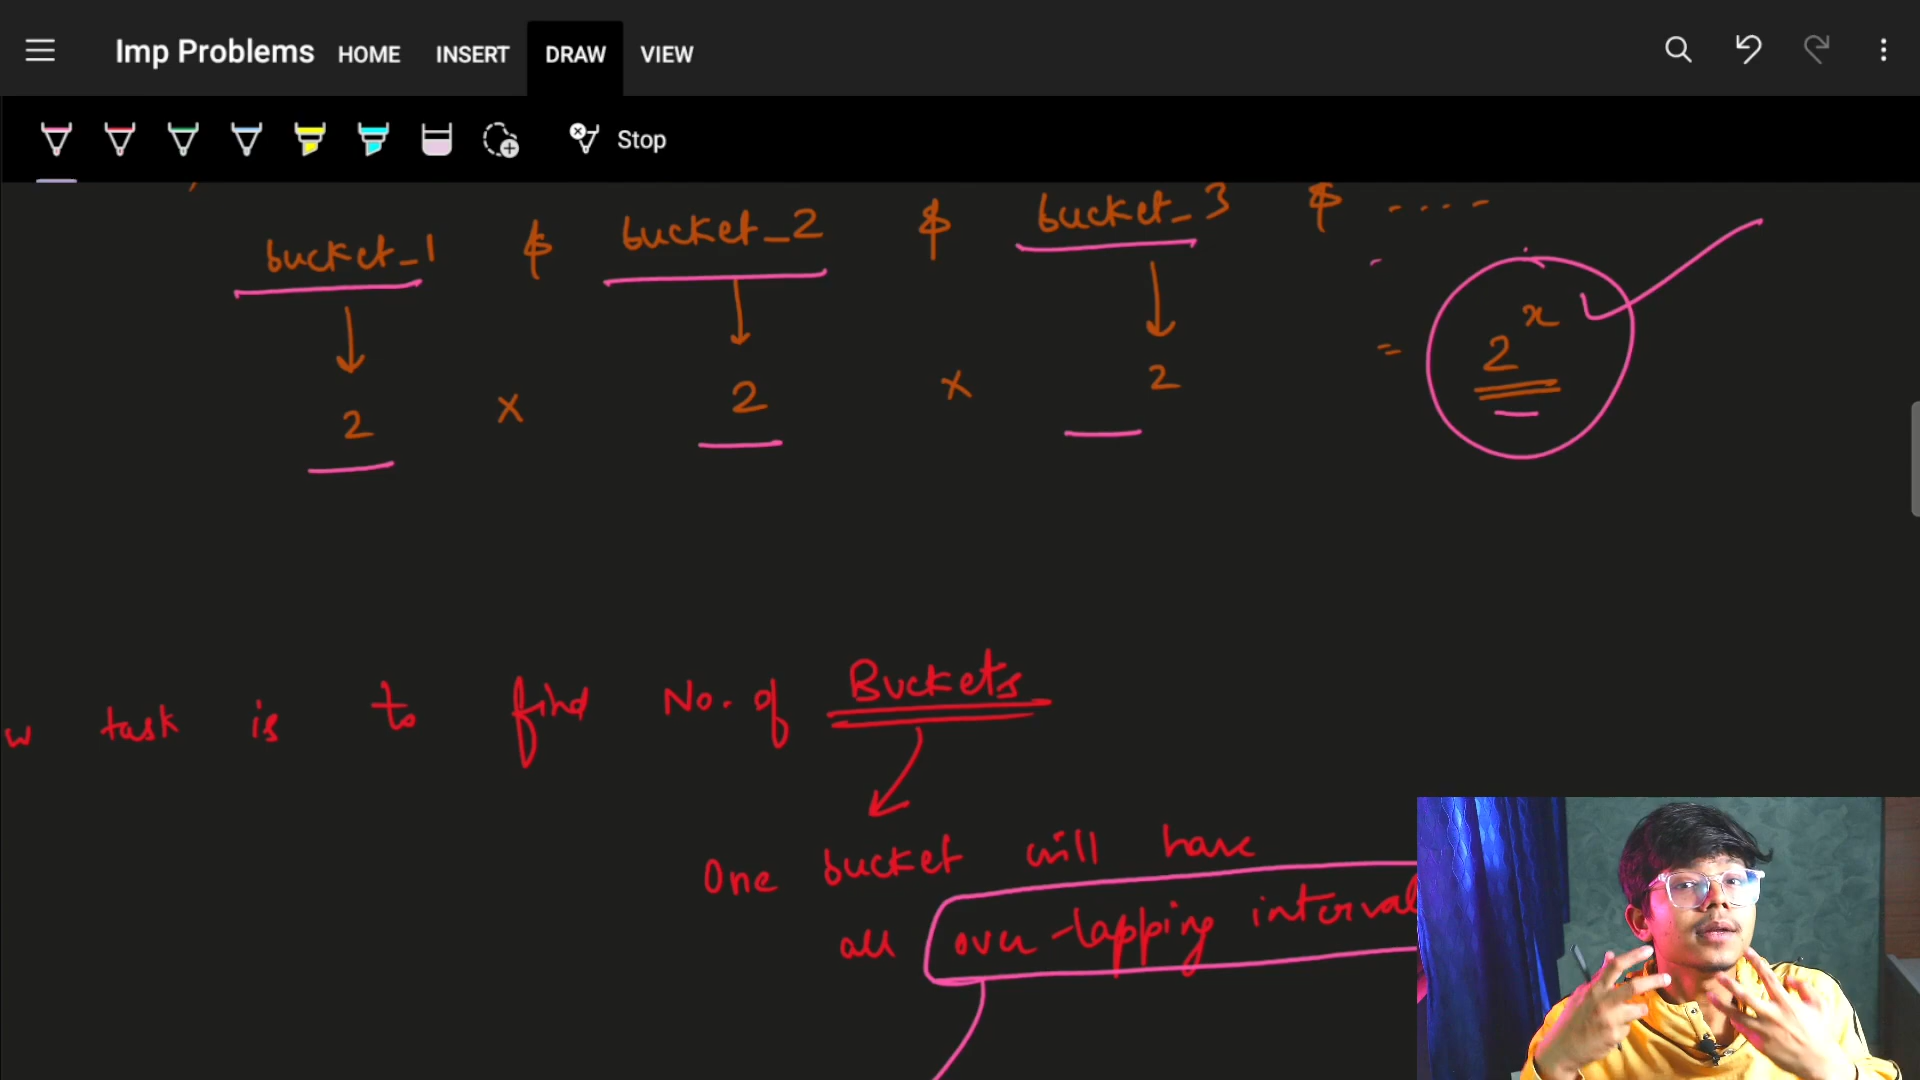 Imp Problems HOME INSERT DRAW VIEW
Stop
bucket_1 $ bucket_2 $ bucket_3 $ ....
2 x 2 x 2 = 2^x
w task is to find No. of Buckets
One bucket will have
all over-lapping interval